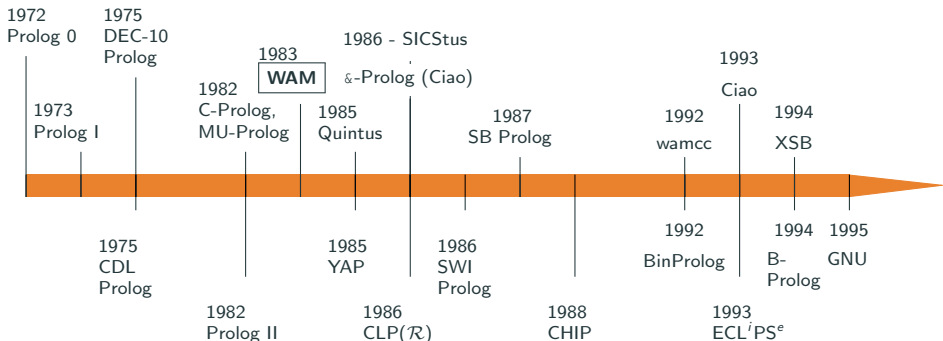 1972
Prolog 0
1973
Prolog I
1975
DEC-10
Prolog
1982
C-Prolog,
MU-Prolog
1983
WAM
1985
Quintus
1986 - SICStus
&-Prolog (Ciao)
1987
SB Prolog
1992
wamcc
1993
Ciao
1994
XSB
1975
CDL
Prolog
1982
Prolog II
1985
YAP
1986
CLP(ℛ)
1986
SWI
Prolog
1988
CHIP
1992
BinProlog
1993
ECLⁱPSᵉ
1994
B-
Prolog
1995
GNU